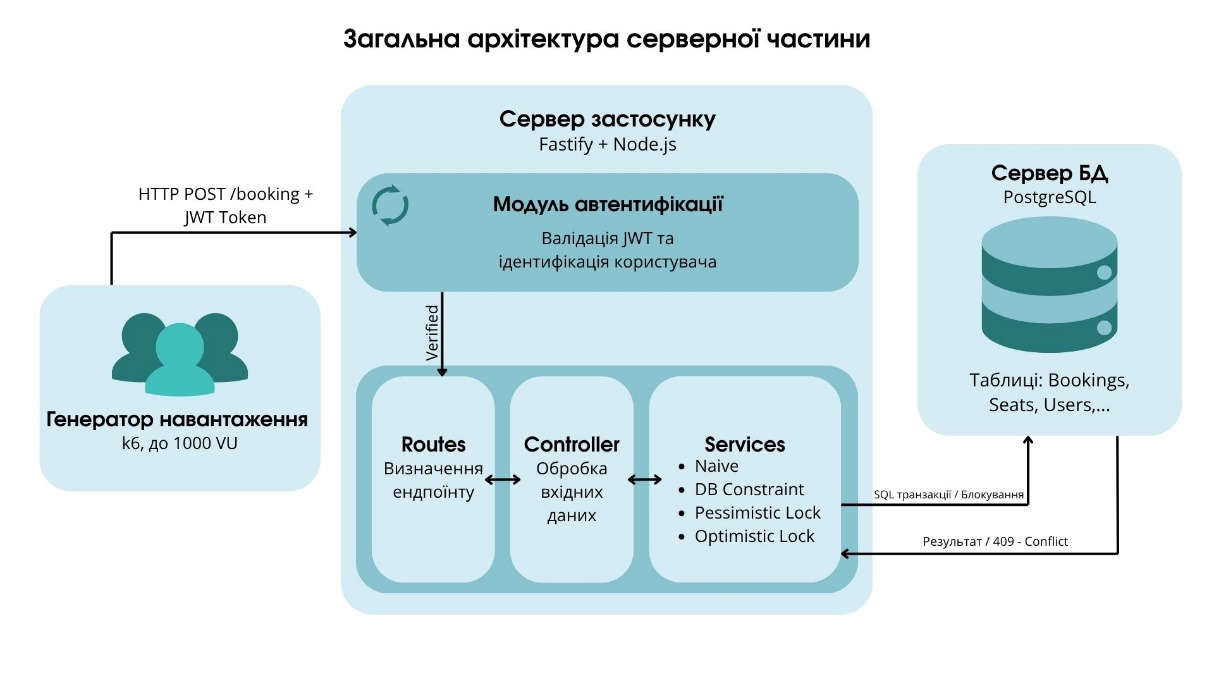 Загальна архітектура серверної частини
Сервер застосунку
Fastify + Node.js
HTTP POST /booking +
JWT Token
Модуль автентифікації
Валідація JWT та
ідентифікація користувача
Verified
Генератор навантаження
k6, до 1000 VU
Routes
Визначення
ендпоїнту
Controller
Обробка
вхідних
даних
Services
• Naive
• DB Constraint
• Pessimistic Lock
• Optimistic Lock
Сервер БД
PostgreSQL
Таблиці: Bookings,
Seats, Users,...
SQL транзакції / Блокування
Результат / 409 - Conflict